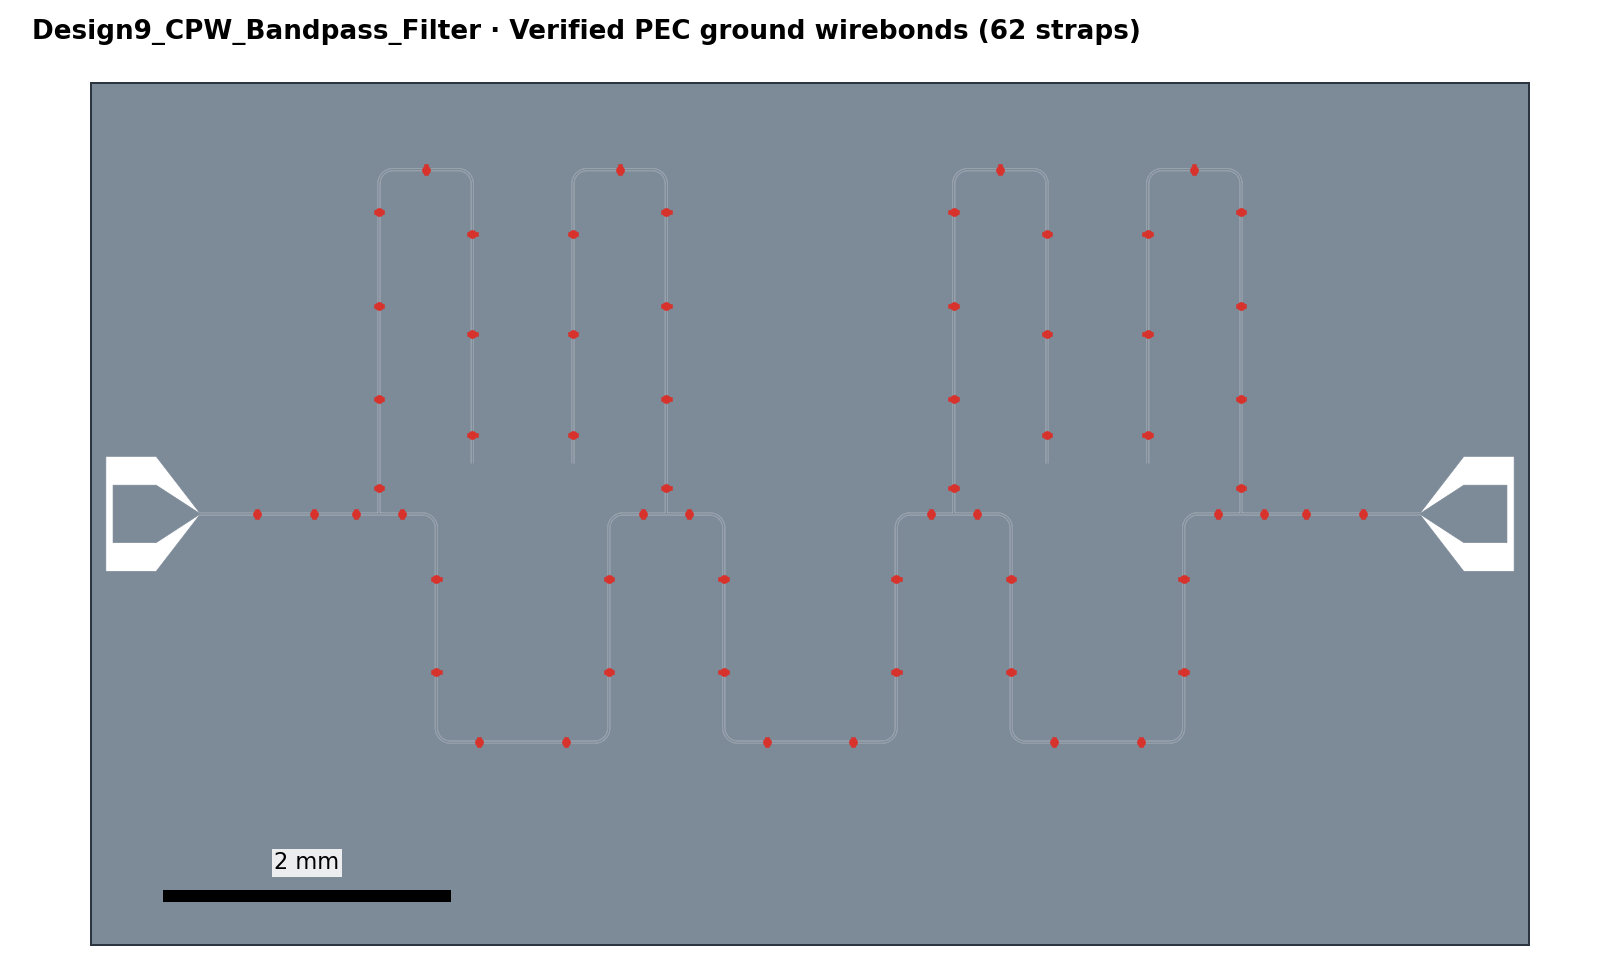 Design9_CPW_Bandpass_Filter · Verified PEC ground wirebonds (62 straps)
2 mm